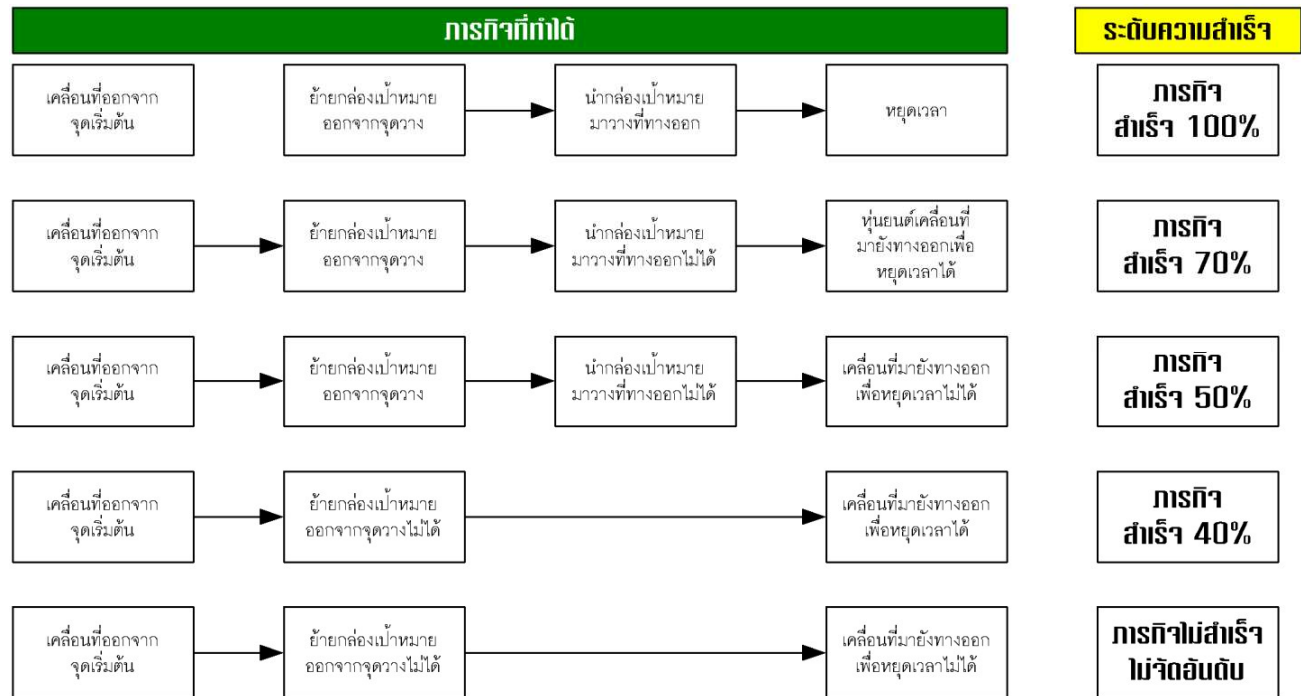 ภารกิจที่ทำได้
ระดับความสำเร็จ
เคลื่อนที่ออกจาก
จุดเริ่มต้น
ย้ายกล่องเป้าหมาย
ออกจากจุดวาง
นำกล่องเป้าหมาย
มาวางที่ทางออก
หยุดเวลา
ภารกิจ
สำเร็จ 100%
เคลื่อนที่ออกจาก
จุดเริ่มต้น
ย้ายกล่องเป้าหมาย
ออกจากจุดวาง
นำกล่องเป้าหมาย
มาวางที่ทางออกไม่ได้
หุ่นยนต์เคลื่อนที่
มายังทางออกเพื่อ
หยุดเวลาได้
ภารกิจ
สำเร็จ 70%
เคลื่อนที่ออกจาก
จุดเริ่มต้น
ย้ายกล่องเป้าหมาย
ออกจากจุดวาง
นำกล่องเป้าหมาย
มาวางที่ทางออกไม่ได้
เคลื่อนที่มายังทางออก
เพื่อหยุดเวลาไม่ได้
ภารกิจ
สำเร็จ 50%
เคลื่อนที่ออกจาก
จุดเริ่มต้น
ย้ายกล่องเป้าหมาย
ออกจากจุดวางไม่ได้
เคลื่อนที่มายังทางออก
เพื่อหยุดเวลาได้
ภารกิจ
สำเร็จ 40%
เคลื่อนที่ออกจาก
จุดเริ่มต้น
ย้ายกล่องเป้าหมาย
ออกจากจุดวางไม่ได้
เคลื่อนที่มายังทางออก
เพื่อหยุดเวลาไม่ได้
ภารกิจไม่สำเร็จ
ไม่จัดอันดับ